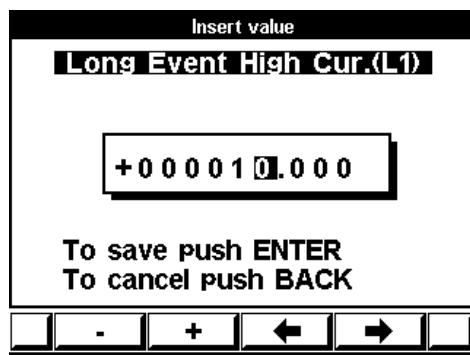 Insert value
Long Event High Cur.(L1)
+000010.000
To save push ENTER
To cancel push BACK
- + ← →